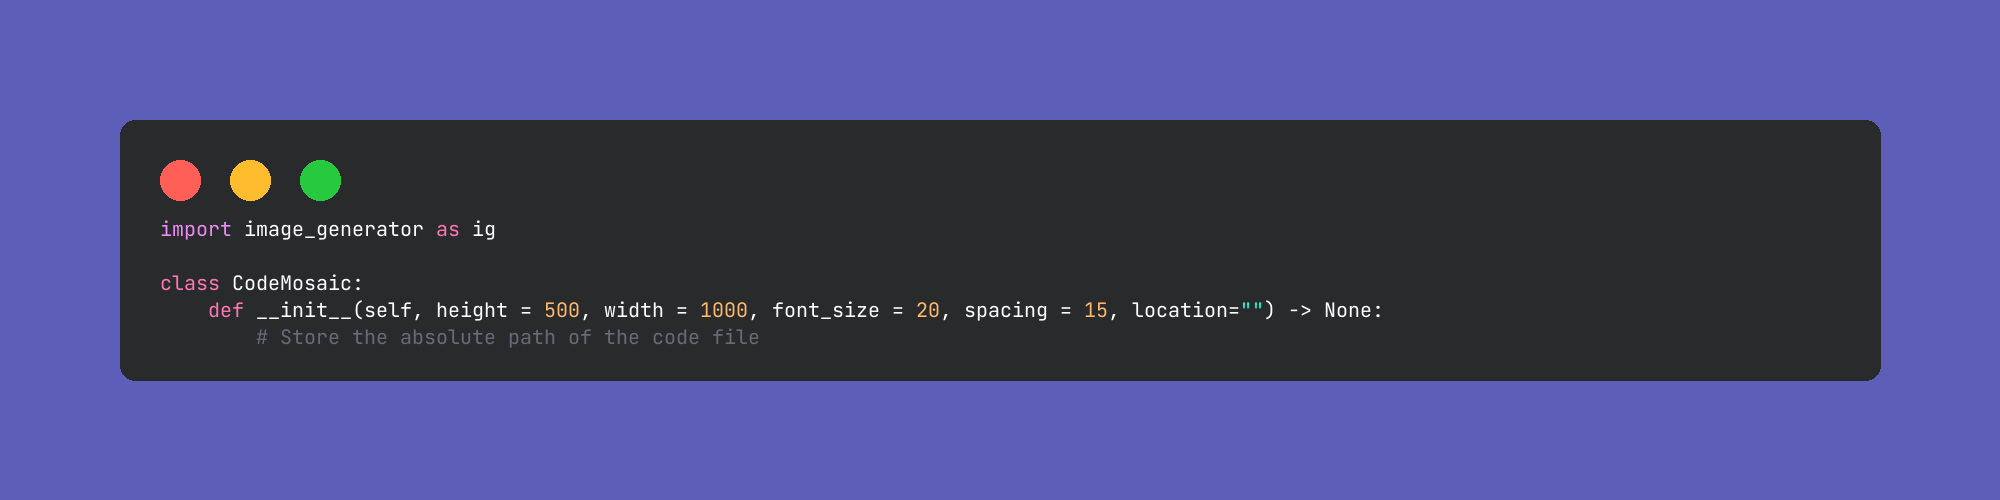 import image_generator as ig

class CodeMosaic:
    def __init__(self, height = 500, width = 1000, font_size = 20, spacing = 15, location="") -> None:
        # Store the absolute path of the code file